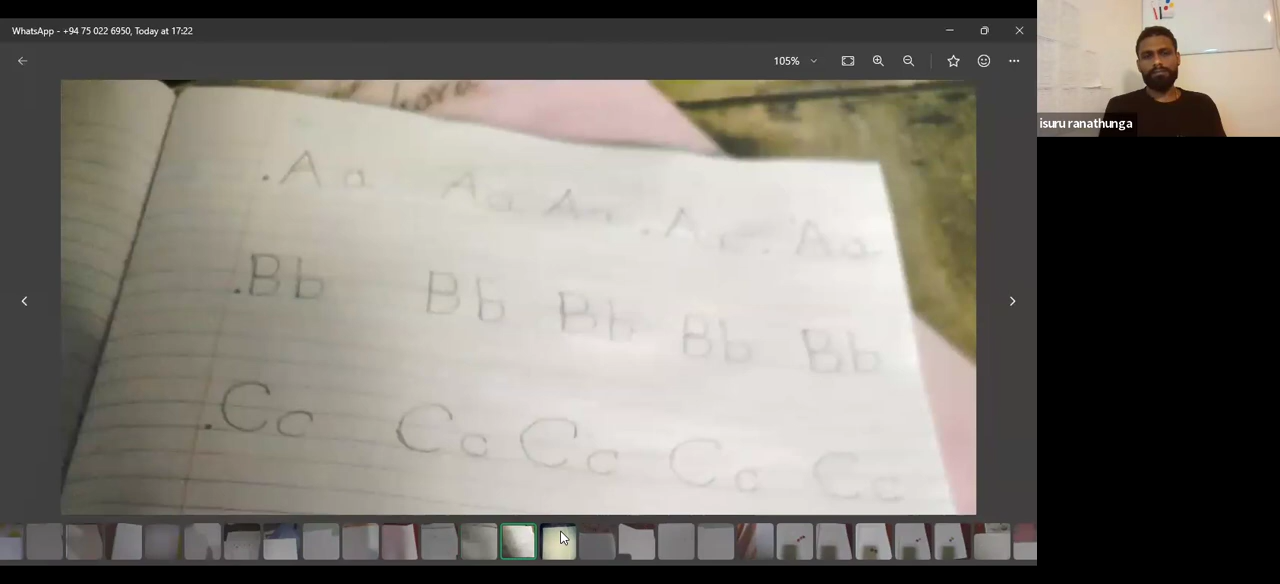 WhatsApp - +94 75 022 6950, Today at 17:22
105%
isuru ranathunga
.Aa Aa Aa .Aa. Aa
.Bb Bb Bb Bb Bb
.Cc Cc Cc Cc Cc